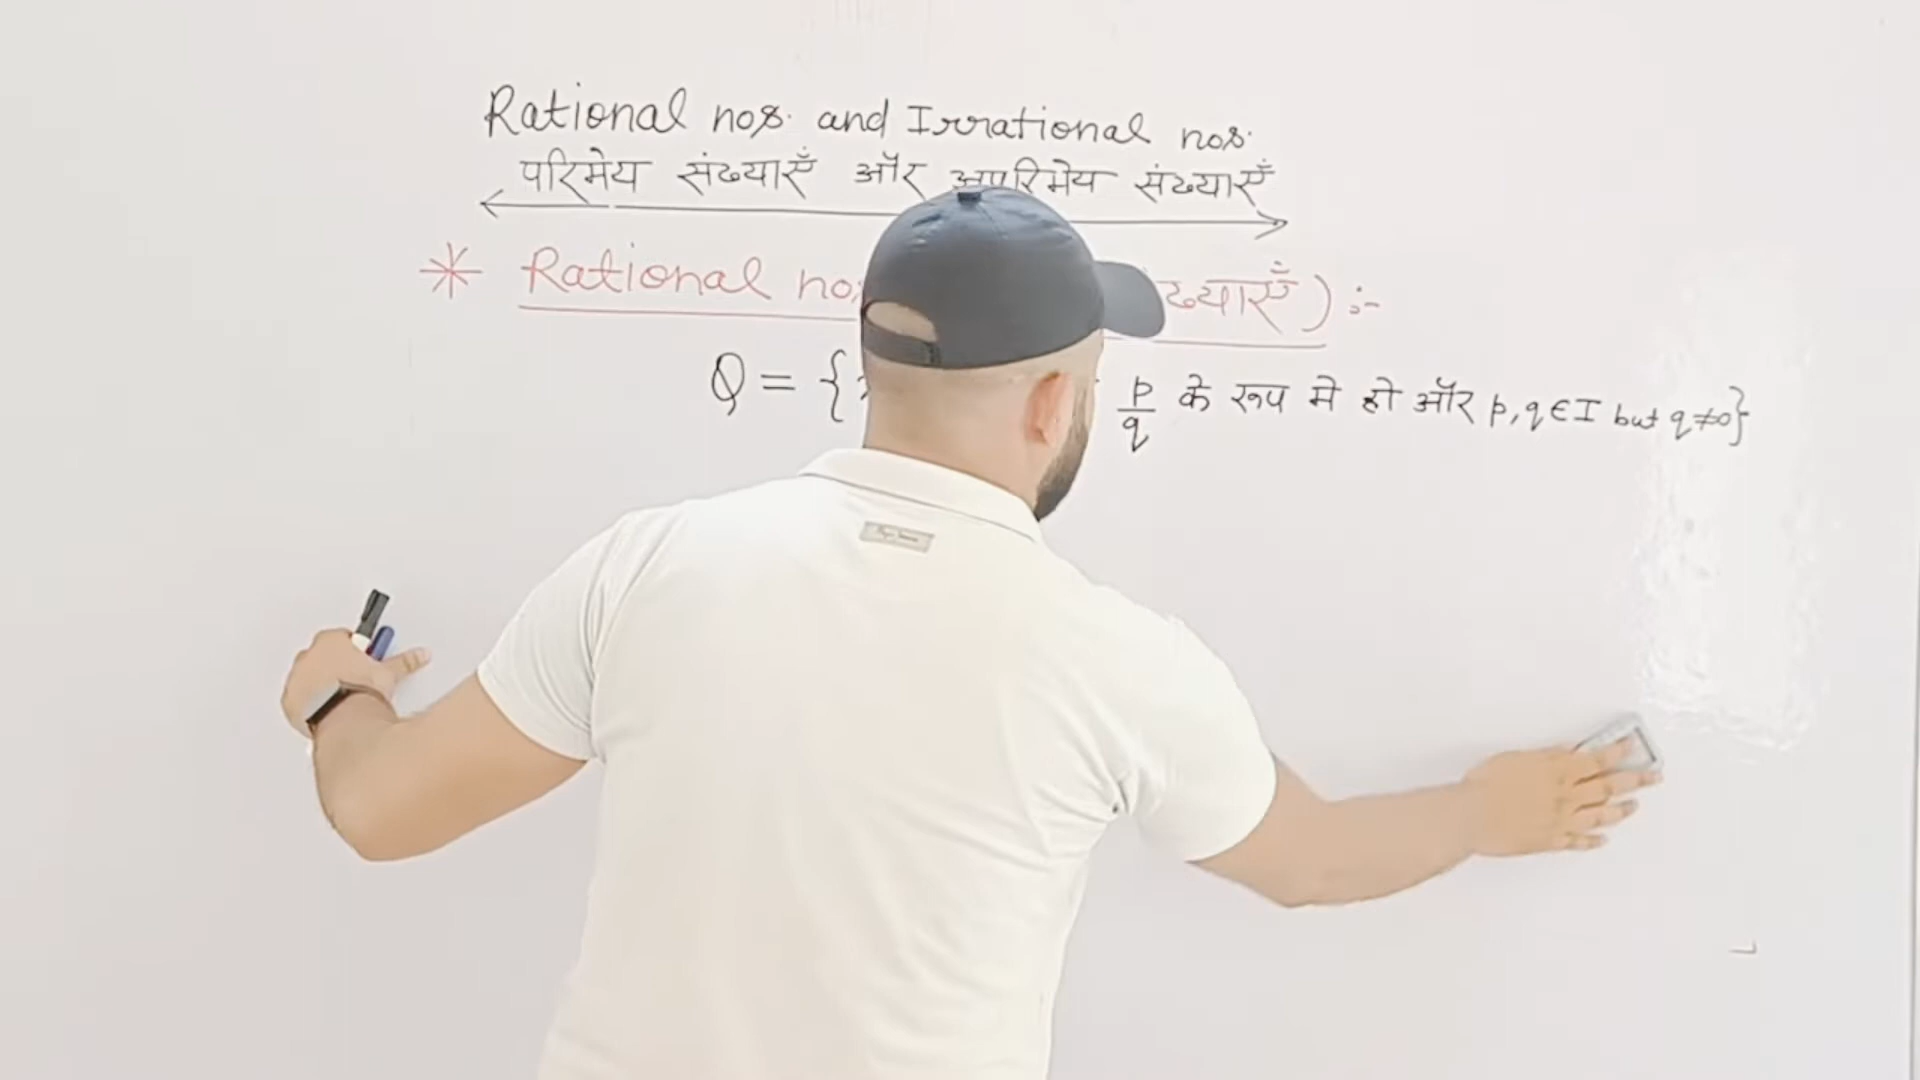 Rational nos. and Irrational nos.
परिमेय संख्याएँ और अपरिमेय संख्याएँ
* Rational no ख्याएँ) :-
Q = { p/q के रूप मे हो और p, q ∈ I but q ≠ 0}